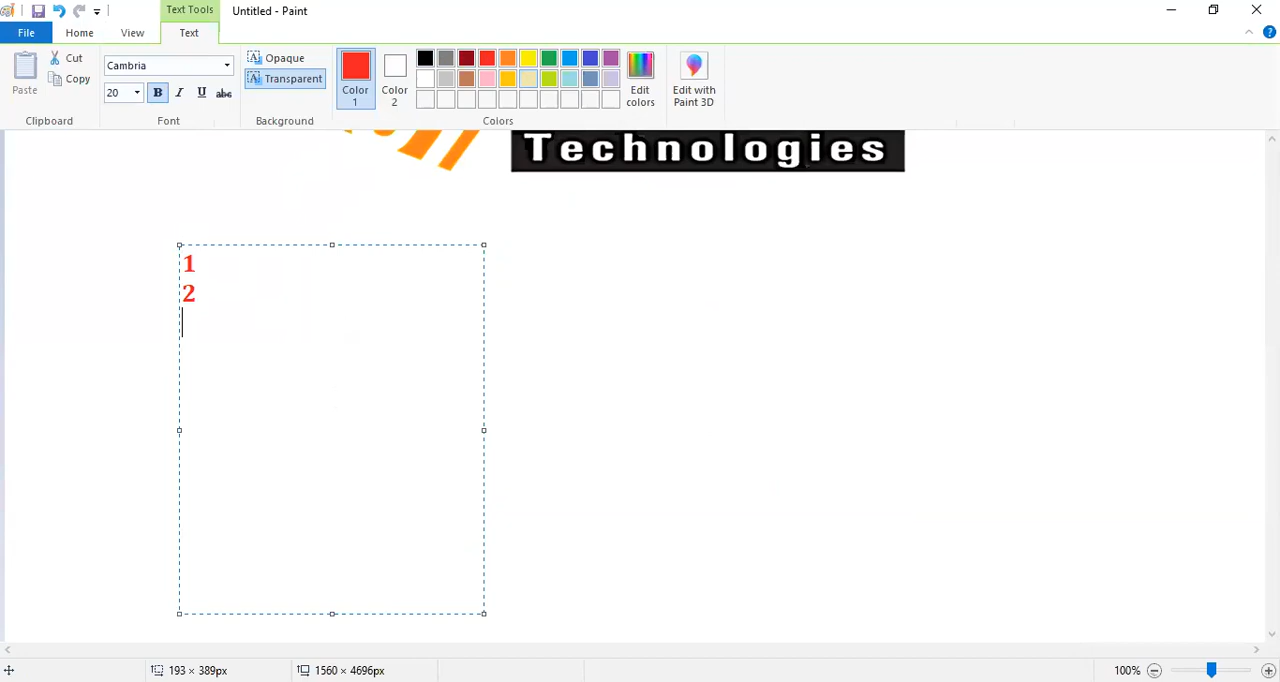 Text Tools
Untitled - Paint
File
Home
View
Text
Paste
Cut
Copy
Clipboard
Cambria
20
B
I
U
abc
Font
Opaque
Transparent
Background
Color 1
Color 2
Edit colors
Colors
Edit with Paint 3D
Technologies
1
2
193 × 389px
1560 × 4696px
100%